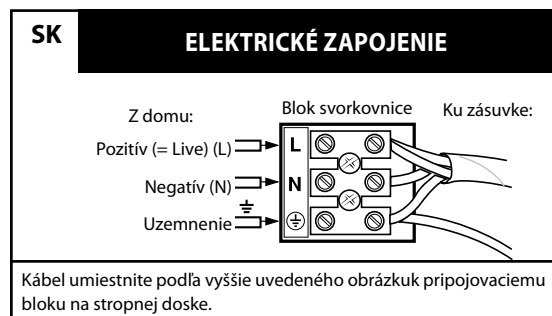 SK
ELEKTRICKÉ ZAPOJENIE
Z domu:
Blok svorkovnice
Ku zásuvke:
Pozitív (= Live) (L)
L
Negatív (N)
N
Uzemnenie
Kábel umiestnite podľa vyššie uvedeného obrázkuk pripojovaciemu
bloku na stropnej doske.